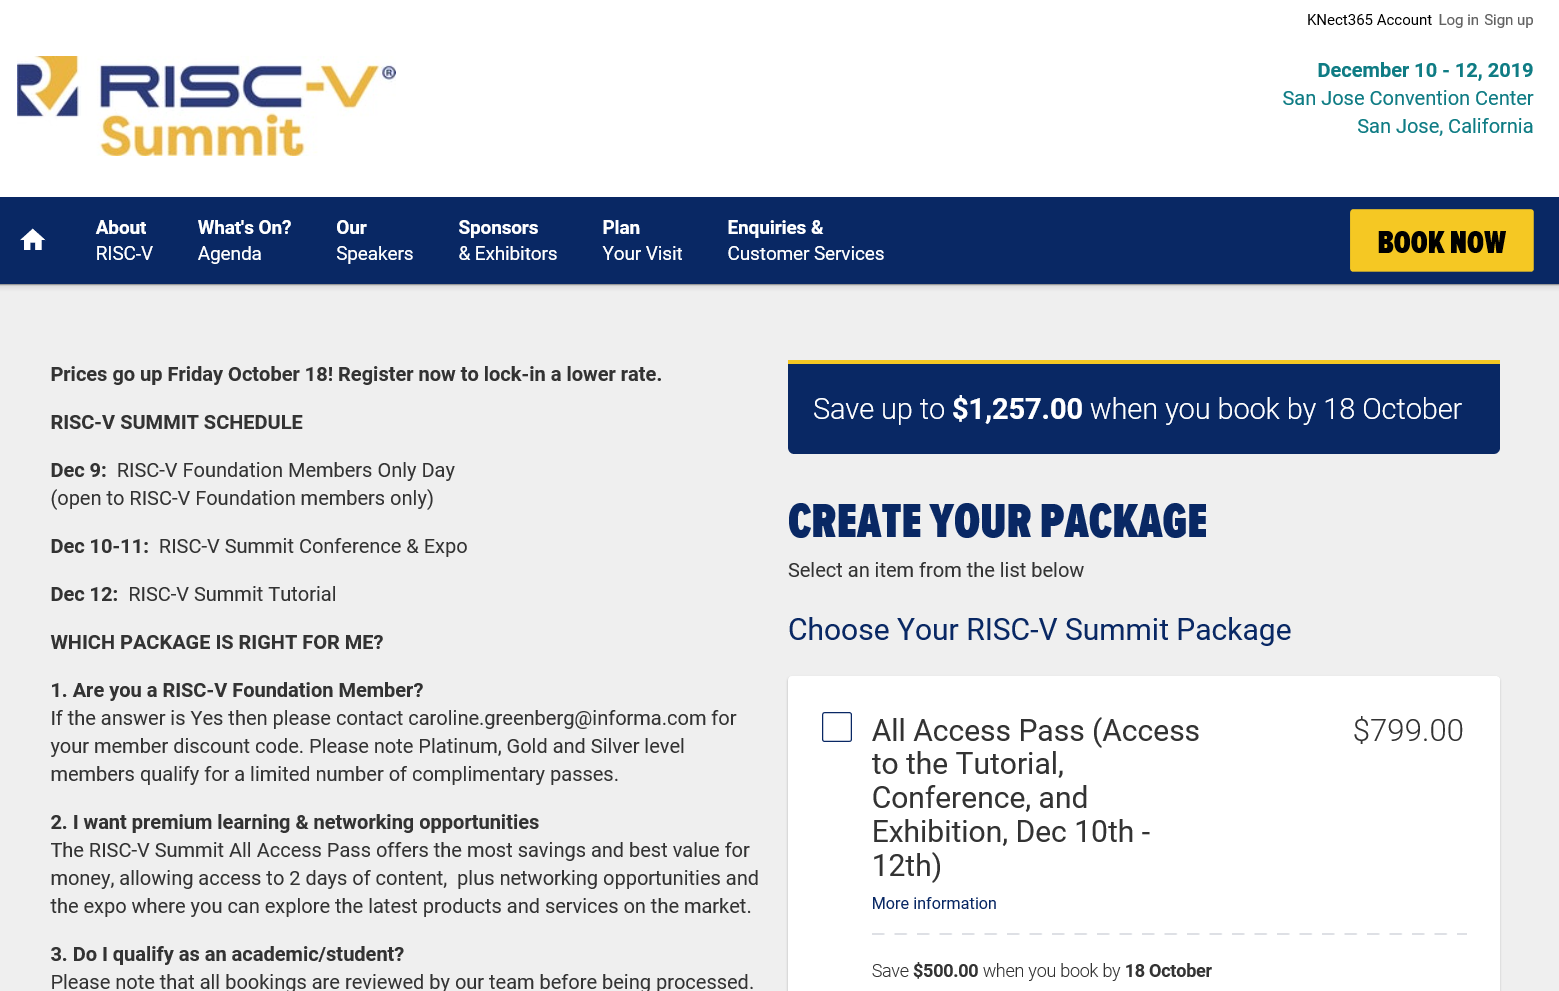 KNect365 Account Log in Sign up
RISC-V®
Summit
December 10 - 12, 2019
San Jose Convention Center
San Jose, California
About
RISC-V
What's On?
Agenda
Our
Speakers
Sponsors
& Exhibitors
Plan
Your Visit
Enquiries &
Customer Services
BOOK NOW
Prices go up Friday October 18! Register now to lock-in a lower rate.
RISC-V SUMMIT SCHEDULE
Dec 9:  RISC-V Foundation Members Only Day
(open to RISC-V Foundation members only)
Dec 10-11:  RISC-V Summit Conference & Expo
Dec 12:  RISC-V Summit Tutorial
WHICH PACKAGE IS RIGHT FOR ME?
1. Are you a RISC-V Foundation Member?
If the answer is Yes then please contact caroline.greenberg@informa.com for
your member discount code. Please note Platinum, Gold and Silver level
members qualify for a limited number of complimentary passes.
2. I want premium learning & networking opportunities
The RISC-V Summit All Access Pass offers the most savings and best value for
money, allowing access to 2 days of content,  plus networking opportunities and
the expo where you can explore the latest products and services on the market.
3. Do I qualify as an academic/student?
Please note that all bookings are reviewed by our team before being processed.
Save up to $1,257.00 when you book by 18 October
CREATE YOUR PACKAGE
Select an item from the list below
Choose Your RISC-V Summit Package
All Access Pass (Access
to the Tutorial,
Conference, and
Exhibition, Dec 10th -
12th)
$799.00
More information
Save $500.00 when you book by 18 October